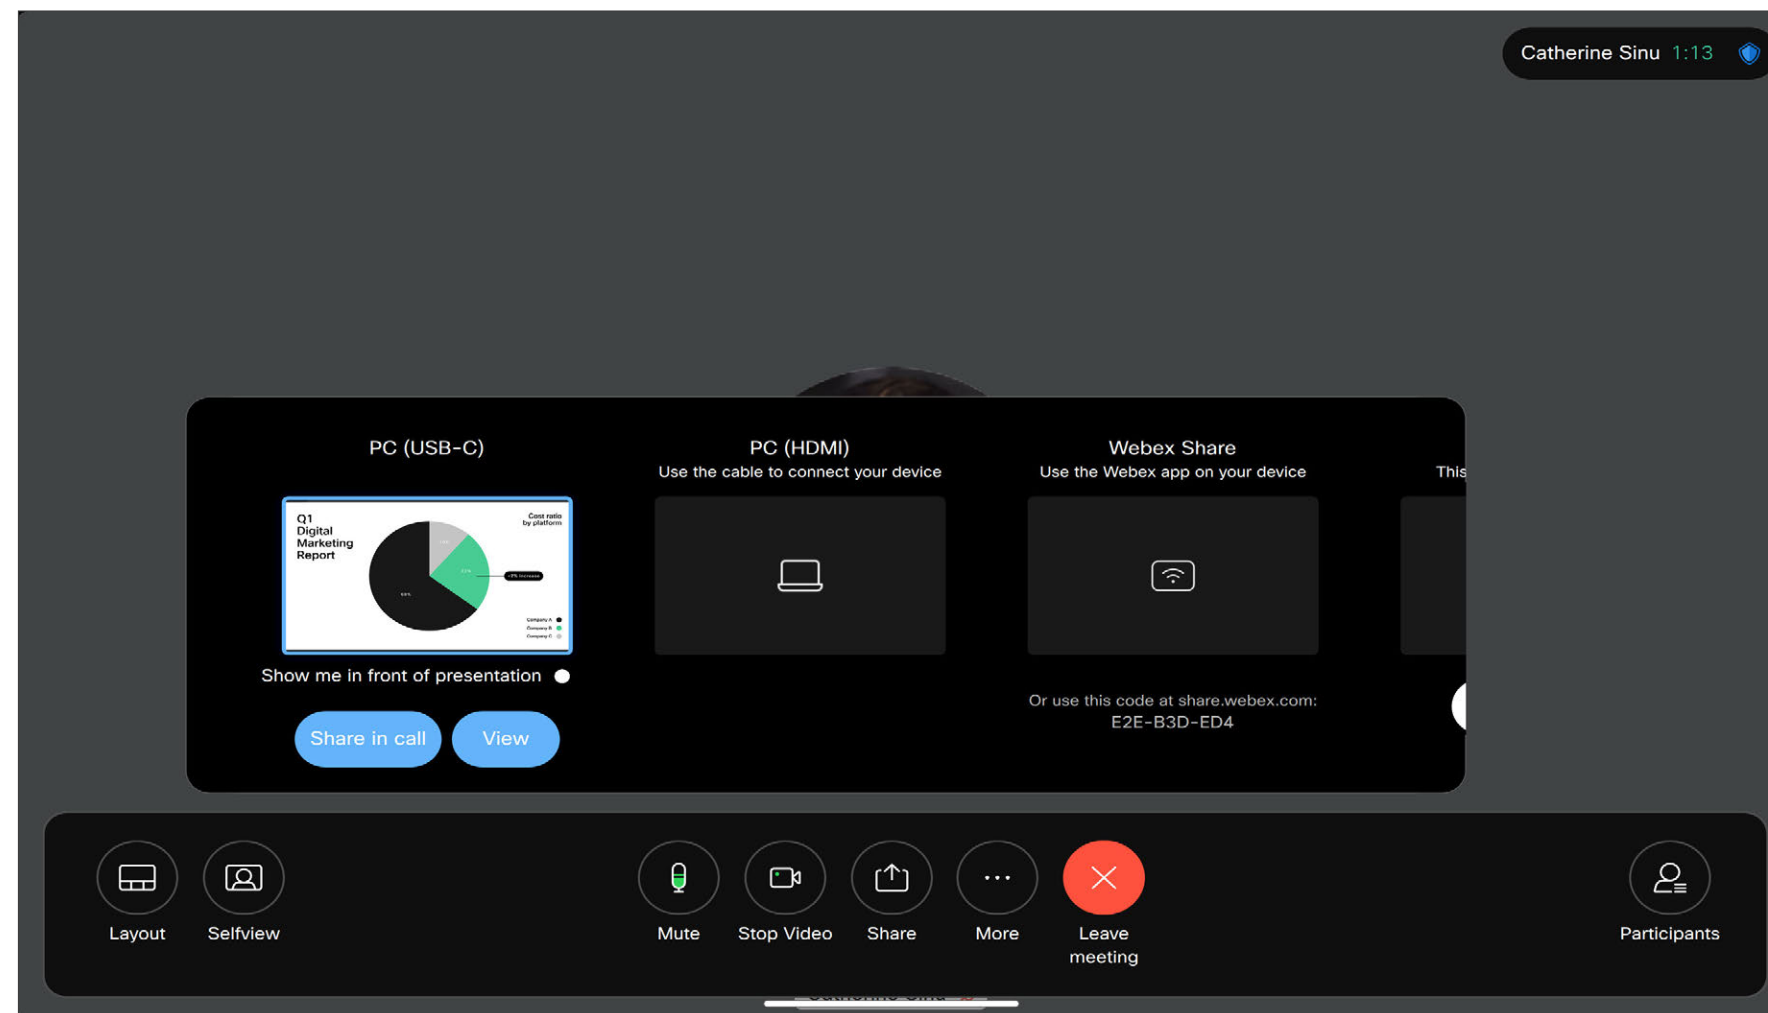 Catherine Sinu 1:13
PC (USB-C)
PC (HDMI)
Use the cable to connect your device
Webex Share
Use the Webex app on your device
This
Q1
Digital
Marketing
Report
Cost ratio
by platform
Company A
Company B
Company C
Show me in front of presentation
Share in call
View
Or use this code at share.webex.com:
E2E-B3D-ED4
Layout
Selfview
Mute
Stop Video
Share
More
Leave
meeting
Participants